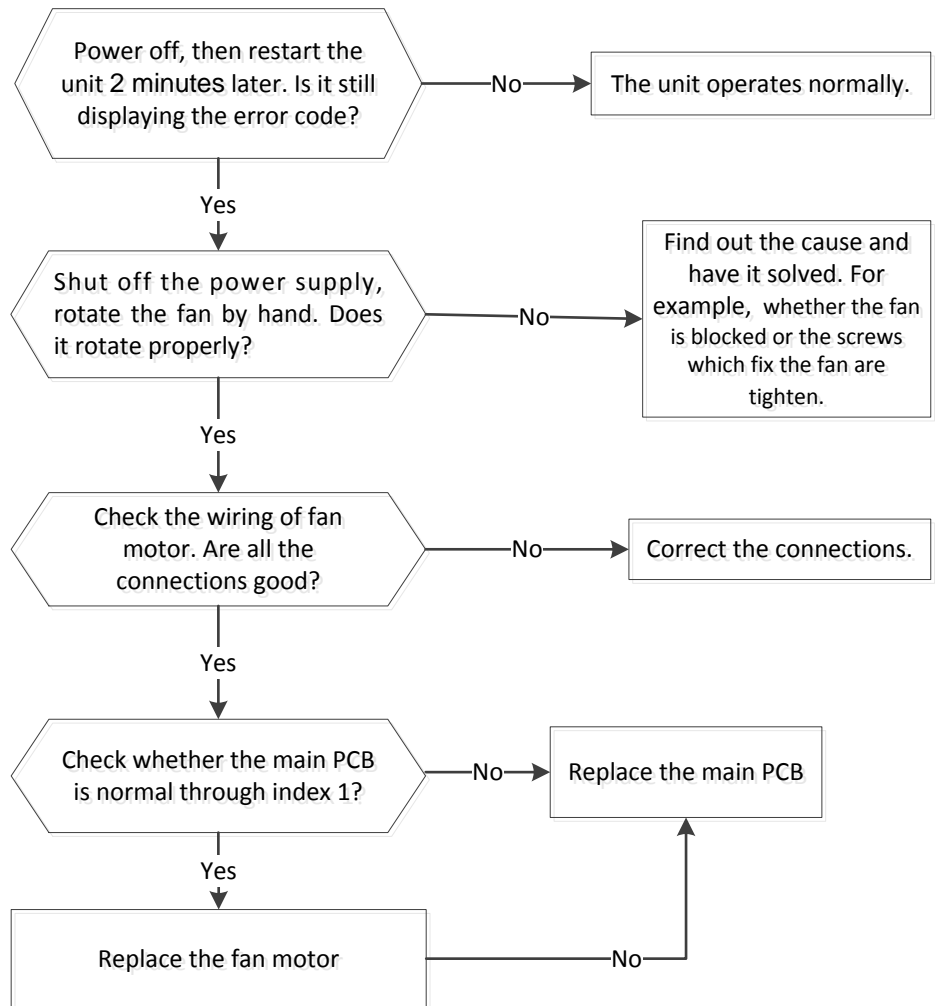 Power off, then restart the
unit 2 minutes later. Is it still
displaying the error code?
No
The unit operates normally.
Yes
Shut off the power supply,
rotate the fan by hand. Does
it rotate properly?
No
Find out the cause and
have it solved. For
example, whether the fan
is blocked or the screws
which fix the fan are
tighten.
Yes
Check the wiring of fan
motor. Are all the
connections good?
No
Correct the connections.
Yes
Check whether the main PCB
is normal through index 1?
No
Replace the main PCB
Yes
Replace the fan motor
No